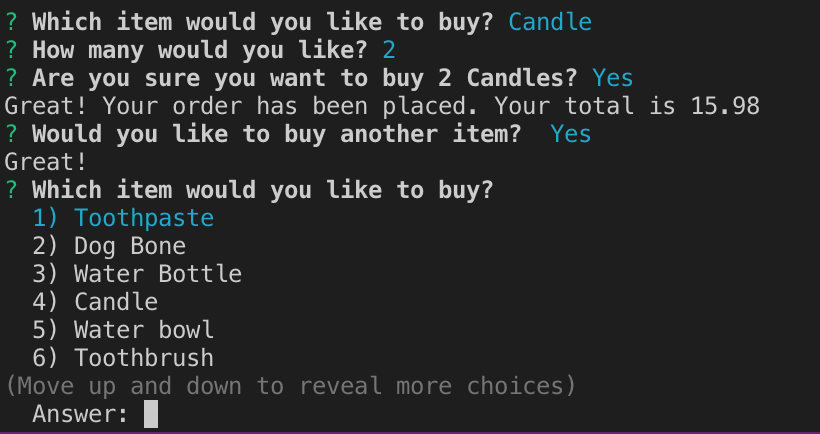 ? Which item would you like to buy? Candle
? How many would you like? 2
? Are you sure you want to buy 2 Candles? Yes
Great! Your order has been placed. Your total is 15.98
? Would you like to buy another item?  Yes
Great!
? Which item would you like to buy?
  1) Toothpaste
  2) Dog Bone
  3) Water Bottle
  4) Candle
  5) Water bowl
  6) Toothbrush
(Move up and down to reveal more choices)
  Answer: